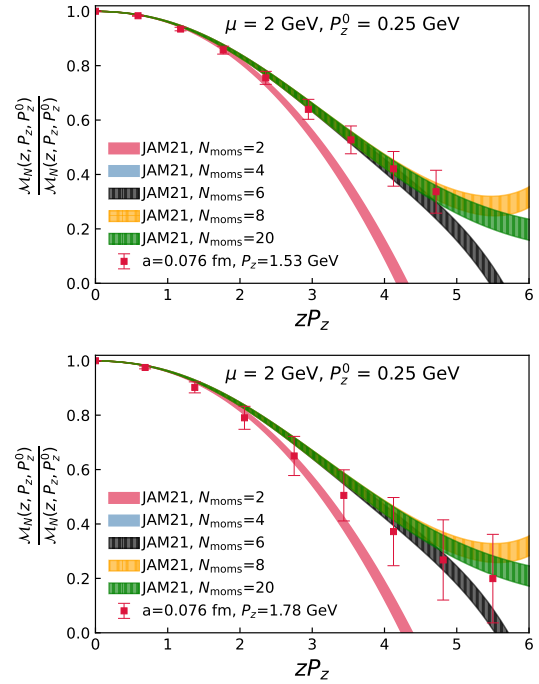 μ = 2 GeV, P_z^0 = 0.25 GeV
1.0
0.8
0.6
0.4
0.2
0.0
ℳ_N(z, P_z, P_z^0)
ℳ_N(z, P_z, P_z^0)
JAM21, N_moms=2
JAM21, N_moms=4
JAM21, N_moms=6
JAM21, N_moms=8
JAM21, N_moms=20
a=0.076 fm, P_z=1.53 GeV
0 1 2 3 4 5 6
zP_z
μ = 2 GeV, P_z^0 = 0.25 GeV
1.0
0.8
0.6
0.4
0.2
0.0
ℳ_N(z, P_z, P_z^0)
ℳ_N(z, P_z, P_z^0)
JAM21, N_moms=2
JAM21, N_moms=4
JAM21, N_moms=6
JAM21, N_moms=8
JAM21, N_moms=20
a=0.076 fm, P_z=1.78 GeV
0 1 2 3 4 5 6
zP_z